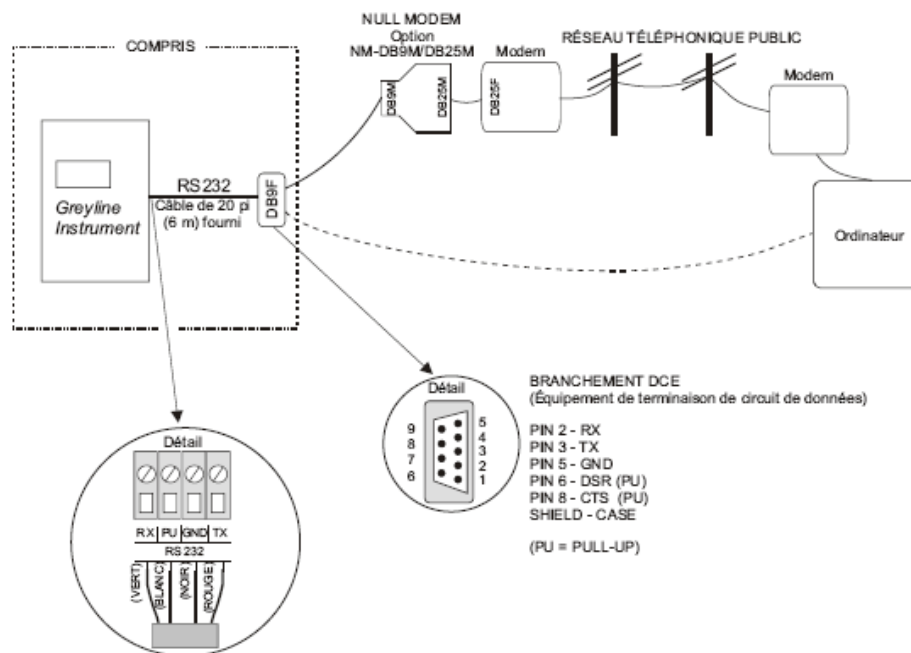 COMPRIS
NULL MODEM
Option
NM-DB9M/DB25M
DB9M
DB25M
Modem
DB25F
RÉSEAU TÉLÉPHONIQUE PUBLIC
Modem
Greyline
Instrument
RS 232
Câble de 20 pi
(6 m) fourni
DB9F
Ordinateur
Détail
9
8
7
6
5
4
3
2
1
BRANCHEMENT DCE
(Équipement de terminaison de circuit de données)
PIN 2 - RX
PIN 3 - TX
PIN 5 - GND
PIN 6 - DSR (PU)
PIN 8 - CTS (PU)
SHIELD - CASE
(PU = PULL-UP)
Détail
RX PU GND TX
RS 232
(VERT)
(BLANC)
(NOIR)
(ROUGE)